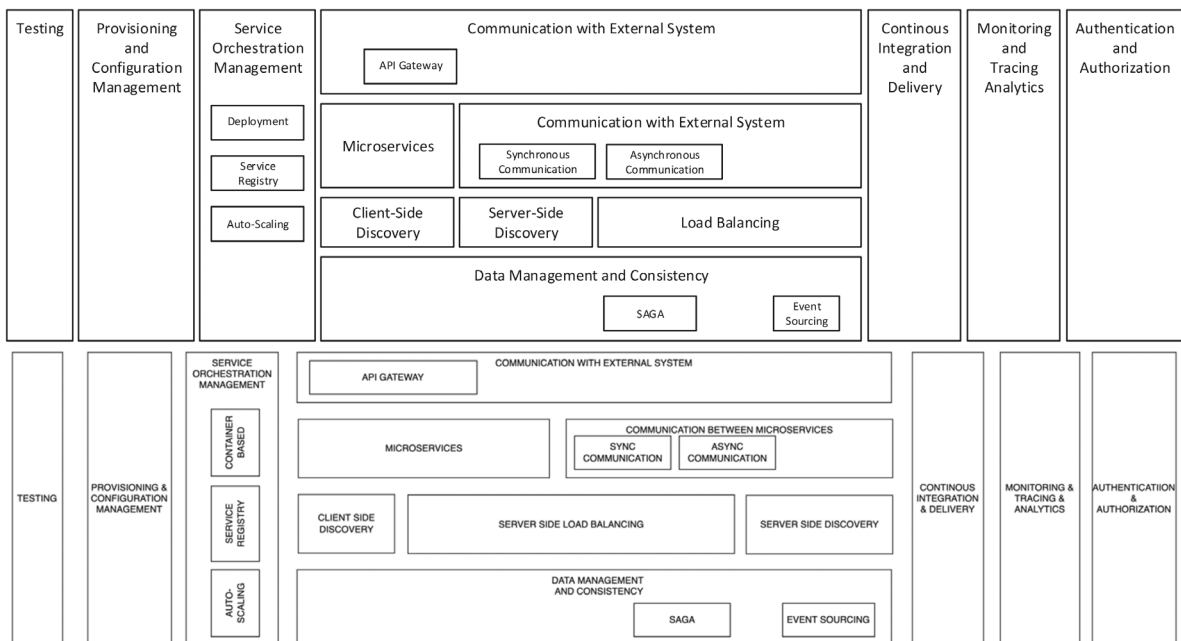 Testing
Provisioning
and
Configuration
Management
Service
Orchestration
Management
Deployment
Service
Registry
Auto-Scaling
Communication with External System
API Gateway
Microservices
Communication with External System
Synchronous
Communication
Asynchronous
Communication
Client-Side
Discovery
Server-Side
Discovery
Load Balancing
Data Management and Consistency
SAGA
Event
Sourcing
Continous
Integration
and
Delivery
Monitoring
and
Tracing
Analytics
Authentication
and
Authorization
TESTING
PROVISIONING &
CONFIGURATION
MANAGEMENT
SERVICE
ORCHESTRATION
MANAGEMENT
CONTAINER
BASED
SERVICE
REGISTRY
AUTO-
SCALING
COMMUNICATION WITH EXTERNAL SYSTEM
API GATEWAY
MICROSERVICES
COMMUNICATION BETWEEN MICROSERVICES
SYNC
COMMUNICATION
ASYNC
COMMUNICATION
CLIENT SIDE
DISCOVERY
SERVER SIDE LOAD BALANCING
SERVER SIDE DISCOVERY
DATA MANAGEMENT
AND CONSISTENCY
SAGA
EVENT SOURCING
CONTINOUS
INTEGRATION
& DELIVERY
MONITORING &
TRACING &
ANALYTICS
AUTHENTICATIION
&
AUTHORIZATION